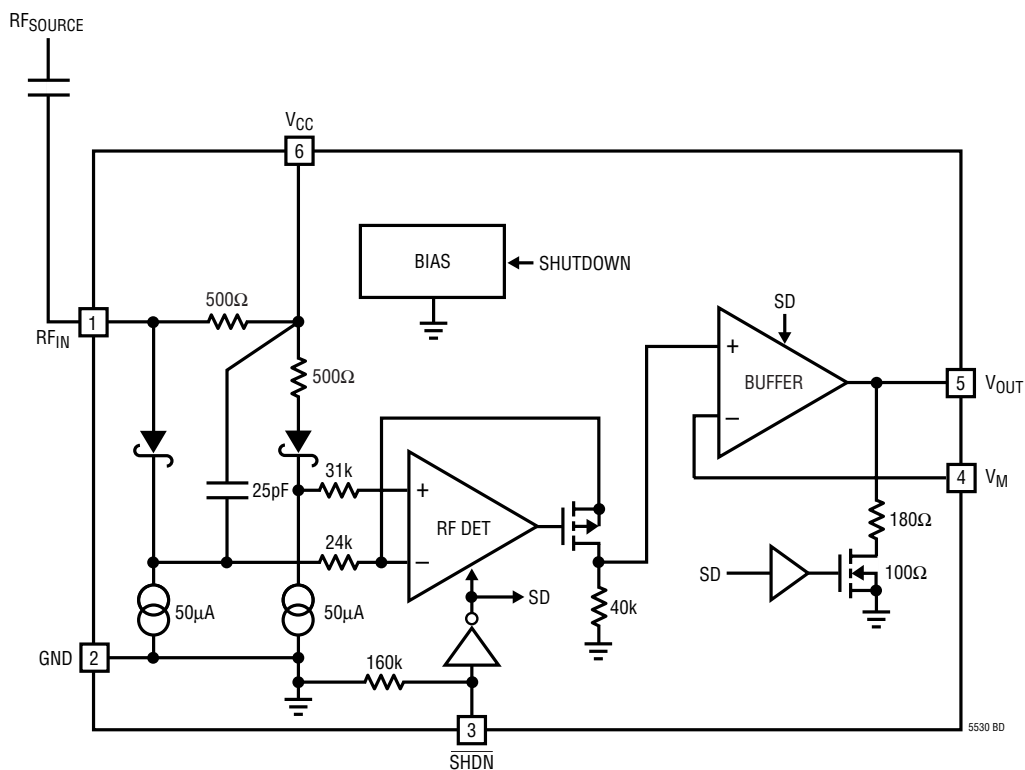 RFSOURCE
VCC
6
BIAS
SHUTDOWN
500Ω
1
RFIN
SD
500Ω
+
BUFFER
5
VOUT
–
31k
4
VM
25pF
+
RF DET
180Ω
24k
–
SD
100Ω
50µA
50µA
SD
40k
GND
2
160k
3
5530 BD
SHDN